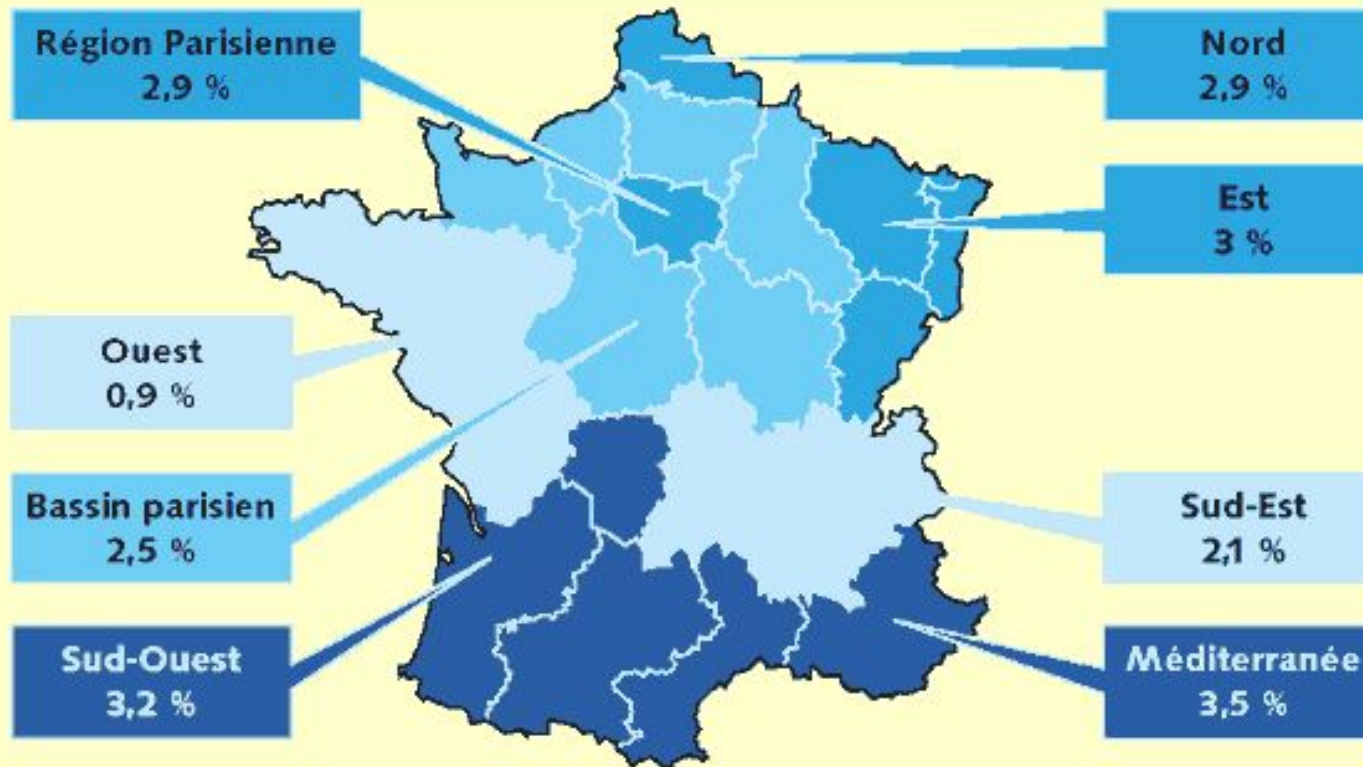 Région Parisienne
2,9 %
Nord
2,9 %
Est
3 %
Ouest
0,9 %
Bassin parisien
2,5 %
Sud-Est
2,1 %
Sud-Ouest
3,2 %
Méditerranée
3,5 %